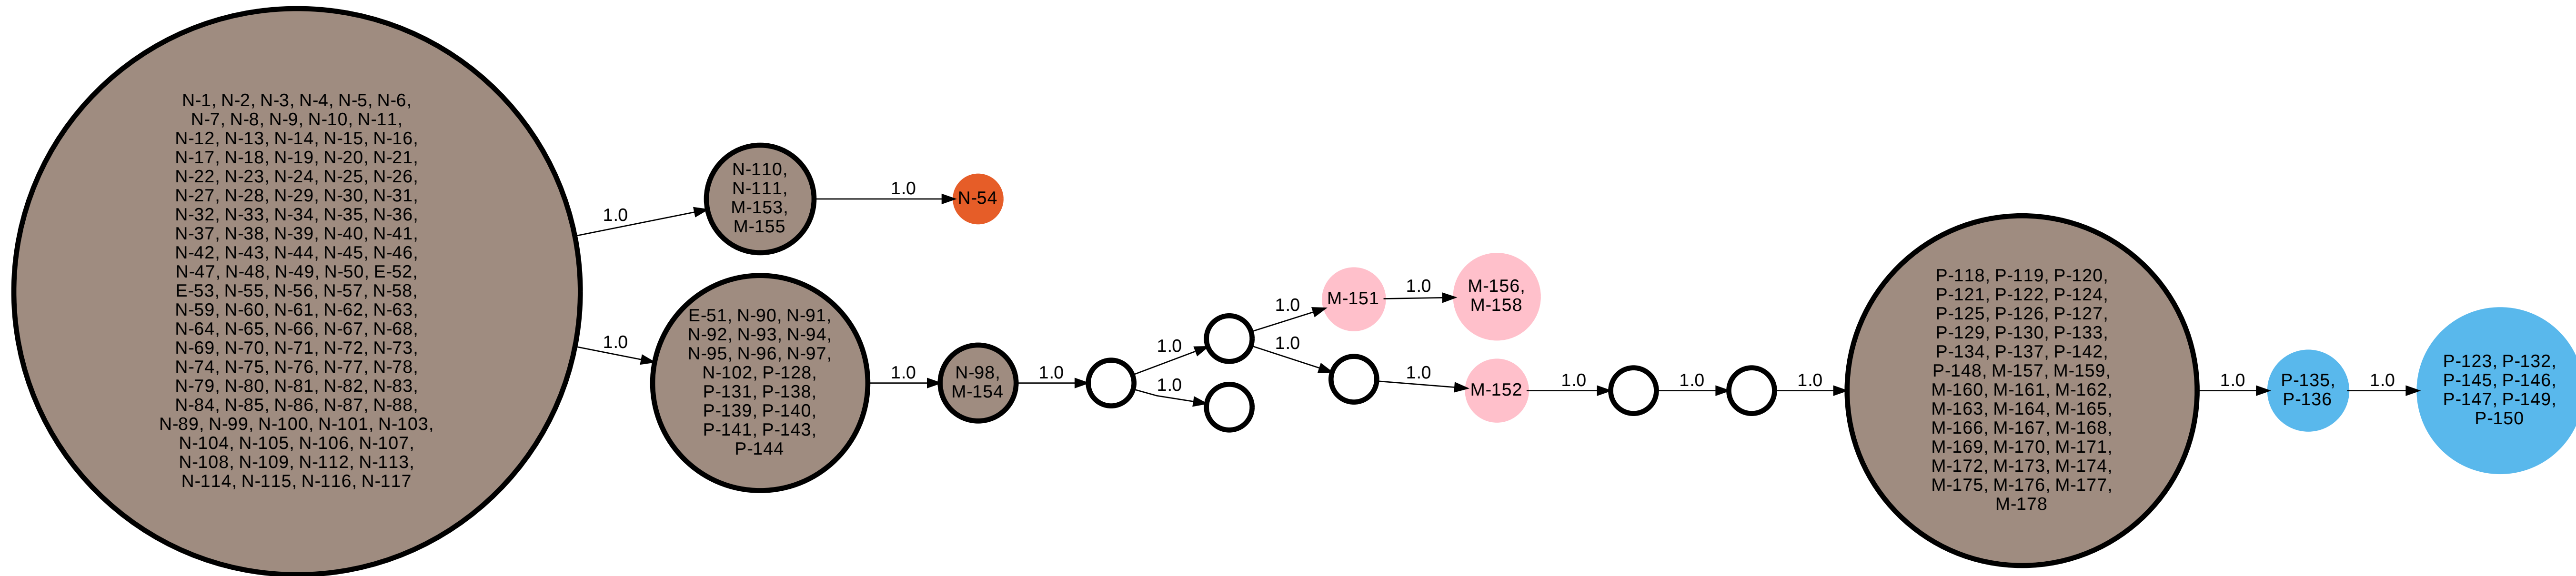 N-1, N-2, N-3, N-4, N-5, N-6,
N-7, N-8, N-9, N-10, N-11,
N-12, N-13, N-14, N-15, N-16,
N-17, N-18, N-19, N-20, N-21,
N-22, N-23, N-24, N-25, N-26,
N-27, N-28, N-29, N-30, N-31,
N-32, N-33, N-34, N-35, N-36,
N-37, N-38, N-39, N-40, N-41,
N-42, N-43, N-44, N-45, N-46,
N-47, N-48, N-49, N-50, E-52,
E-53, N-55, N-56, N-57, N-58,
N-59, N-60, N-61, N-62, N-63,
N-64, N-65, N-66, N-67, N-68,
N-69, N-70, N-71, N-72, N-73,
N-74, N-75, N-76, N-77, N-78,
N-79, N-80, N-81, N-82, N-83,
N-84, N-85, N-86, N-87, N-88,
N-89, N-99, N-100, N-101, N-103,
N-104, N-105, N-106, N-107,
N-108, N-109, N-112, N-113,
N-114, N-115, N-116, N-117
1.0
N-110,
N-111,
M-153,
M-155
1.0
N-54
1.0
E-51, N-90, N-91,
N-92, N-93, N-94,
N-95, N-96, N-97,
N-102, P-128,
P-131, P-138,
P-139, P-140,
P-141, P-143,
P-144
1.0
N-98,
M-154
1.0
1.0
1.0
1.0
M-151
1.0
M-156,
M-158
1.0
1.0
M-152
1.0
1.0
1.0
P-118, P-119, P-120,
P-121, P-122, P-124,
P-125, P-126, P-127,
P-129, P-130, P-133,
P-134, P-137, P-142,
P-148, M-157, M-159,
M-160, M-161, M-162,
M-163, M-164, M-165,
M-166, M-167, M-168,
M-169, M-170, M-171,
M-172, M-173, M-174,
M-175, M-176, M-177,
M-178
1.0
P-135,
P-136
1.0
P-123, P-132,
P-145, P-146,
P-147, P-149,
P-150